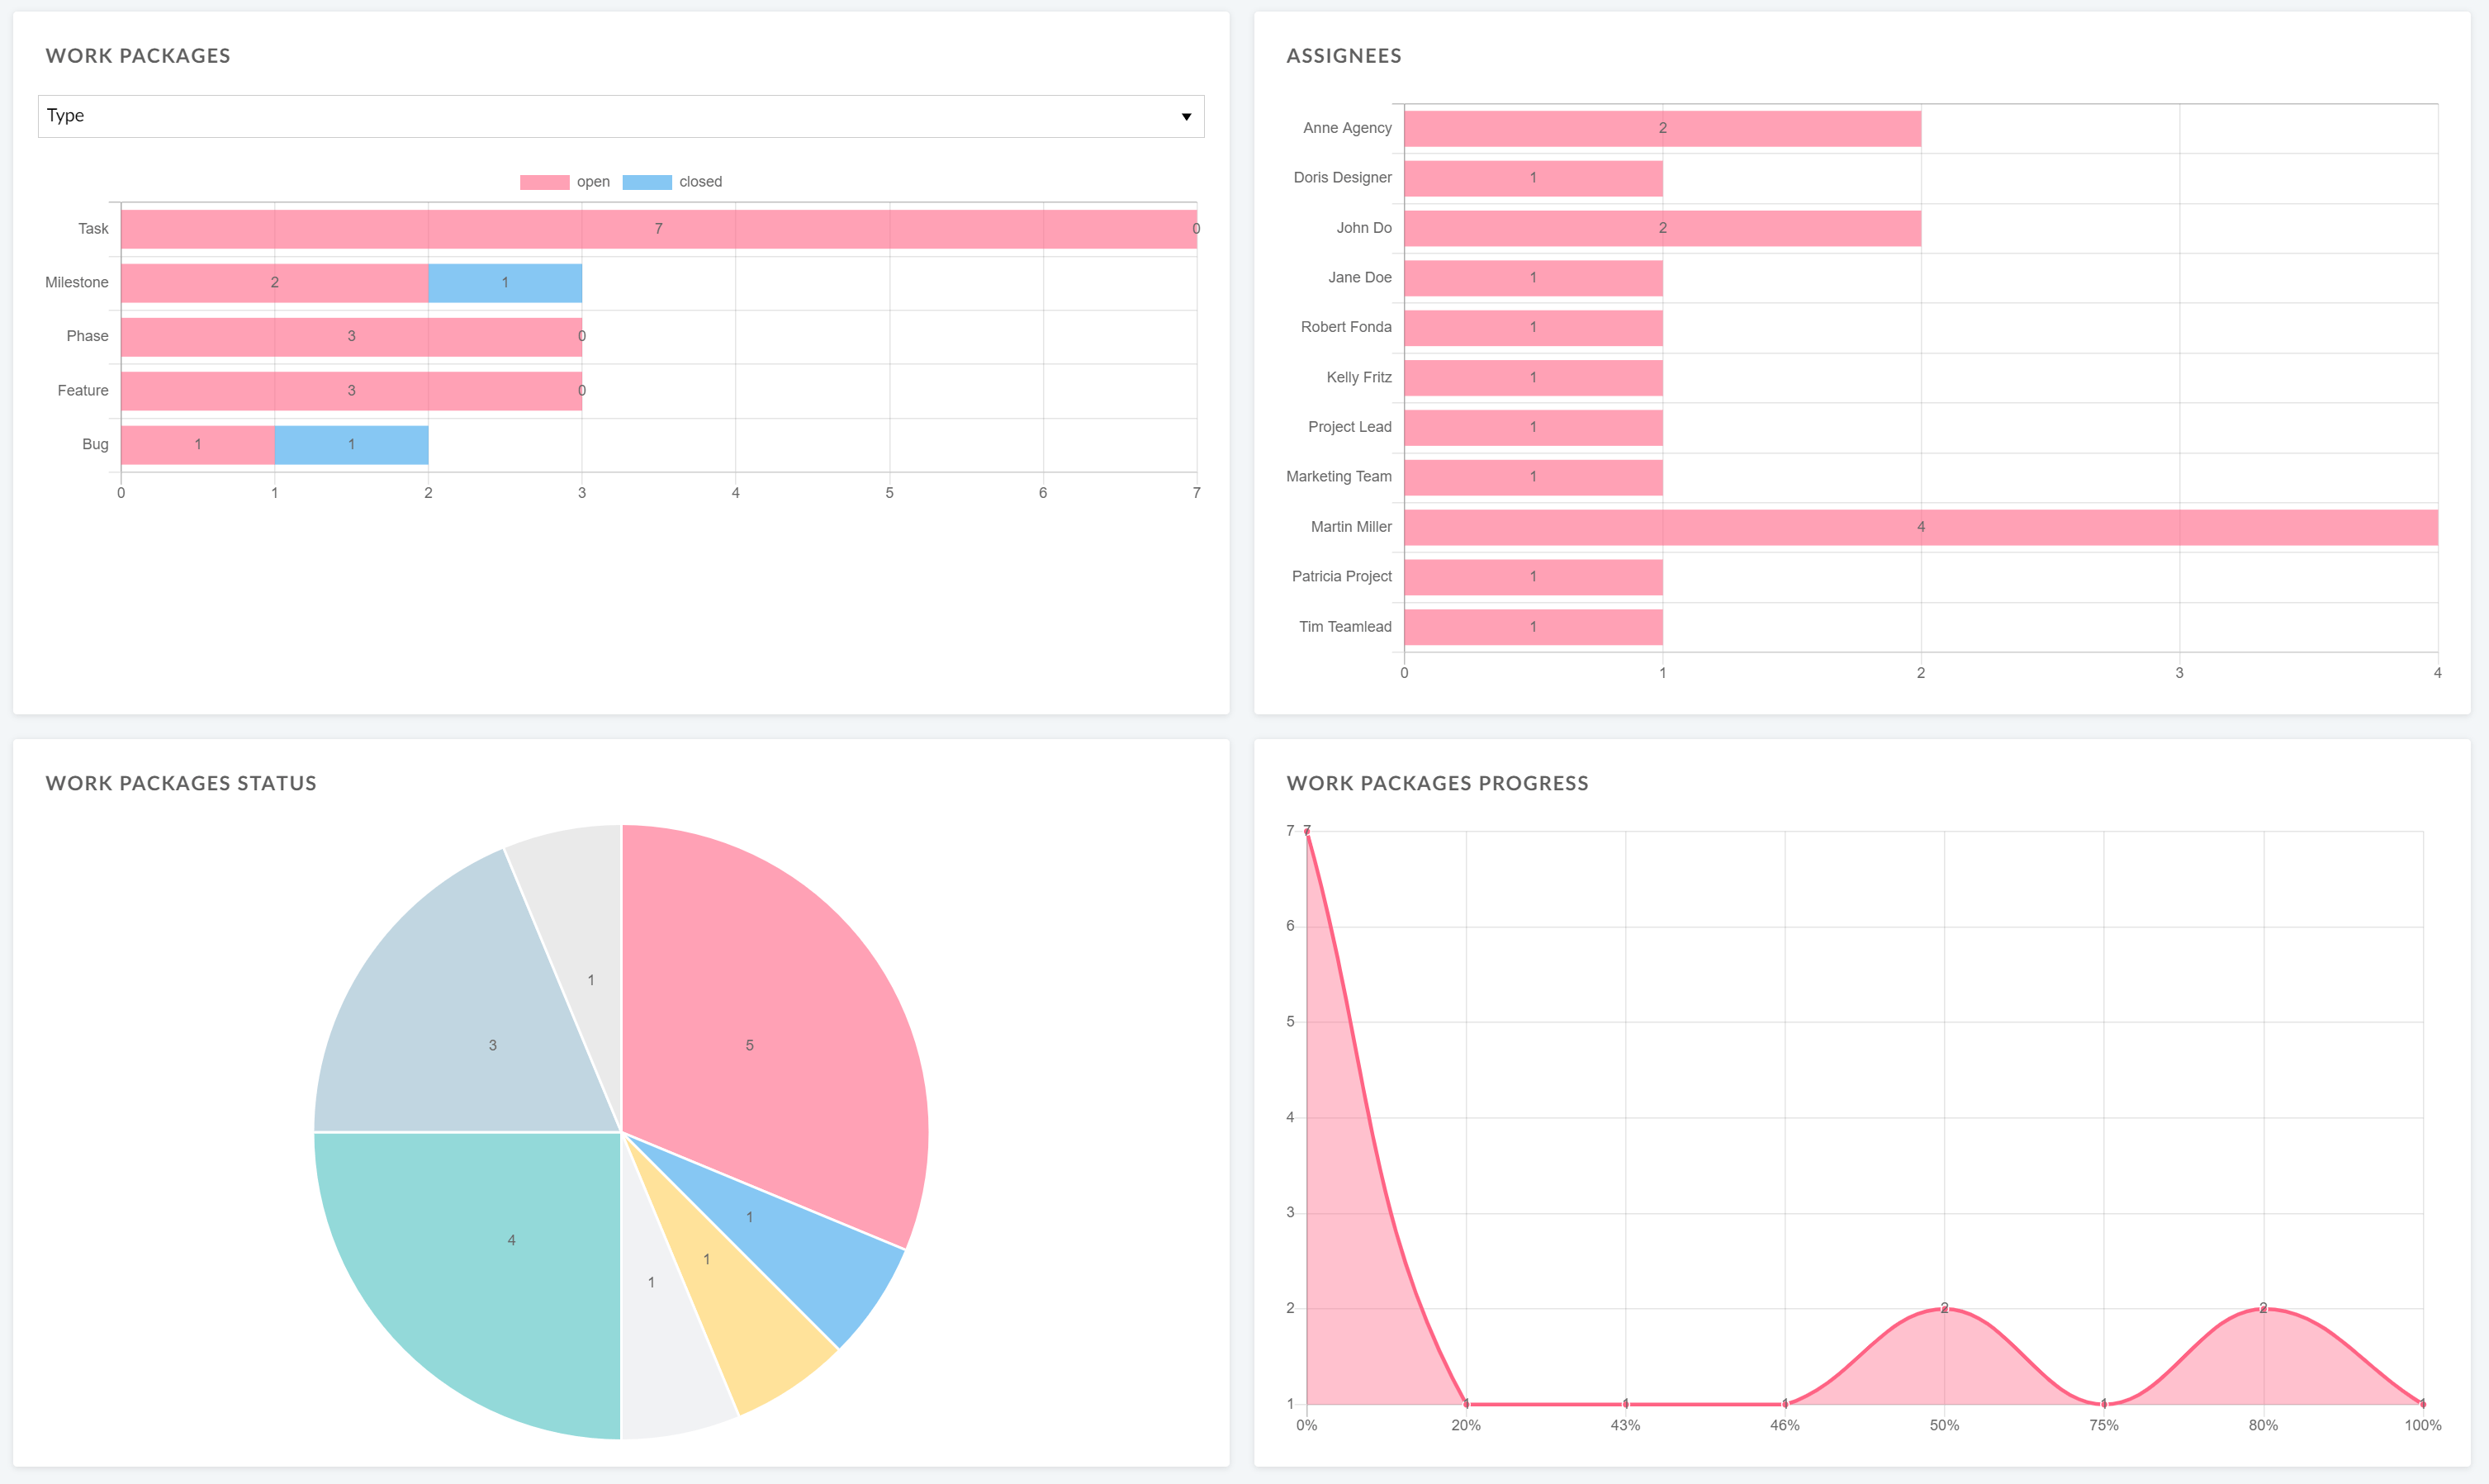 WORK PACKAGES
Type
open closed
Task 7 0
Milestone 2 1
Phase 3 0
Feature 3 0
Bug 1 1
0 1 2 3 4 5 6 7
ASSIGNEES
Anne Agency 2
Doris Designer 1
John Do 2
Jane Doe 1
Robert Fonda 1
Kelly Fritz 1
Project Lead 1
Marketing Team 1
Martin Miller 4
Patricia Project 1
Tim Teamlead 1
0 1 2 3 4
WORK PACKAGES STATUS
1
3 5
1
4
1
1
WORK PACKAGES PROGRESS
7 7
6
5
4
3
2 2 2
1 1 1 1 1 1
0% 20% 43% 46% 50% 75% 80% 100%